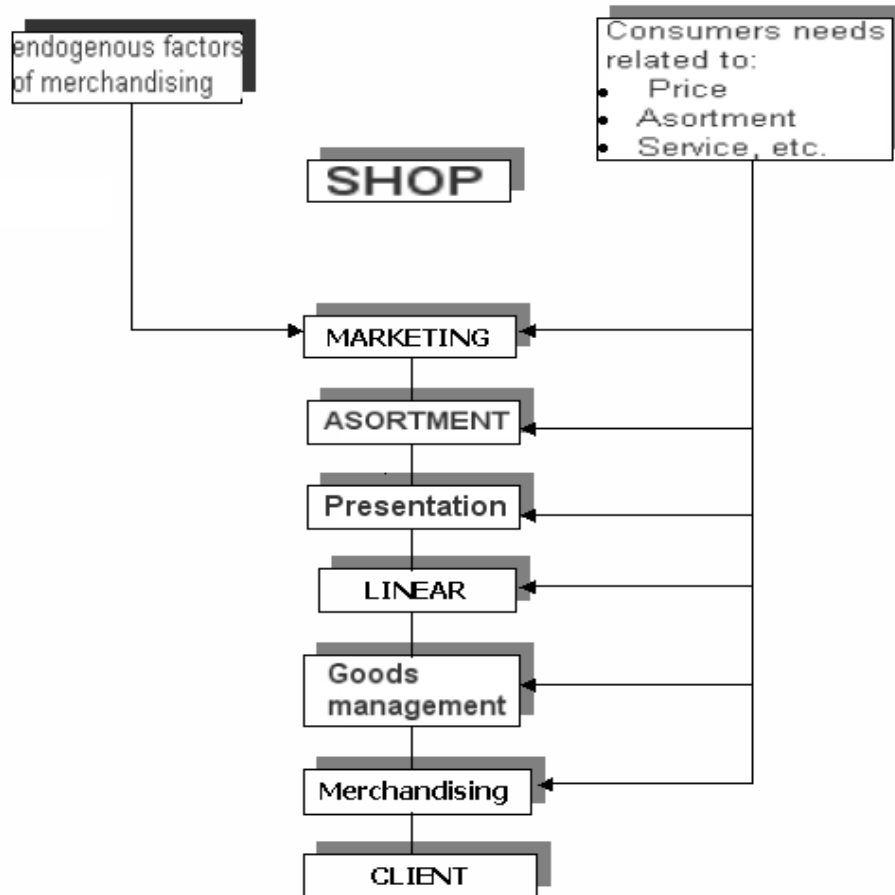 endogenous factors
of merchandising
Consumers needs
related to:
• Price
• Asortment
• Service, etc.
SHOP
MARKETING
ASORTMENT
Presentation
LINEAR
Goods
management
Merchandising
CLIENT